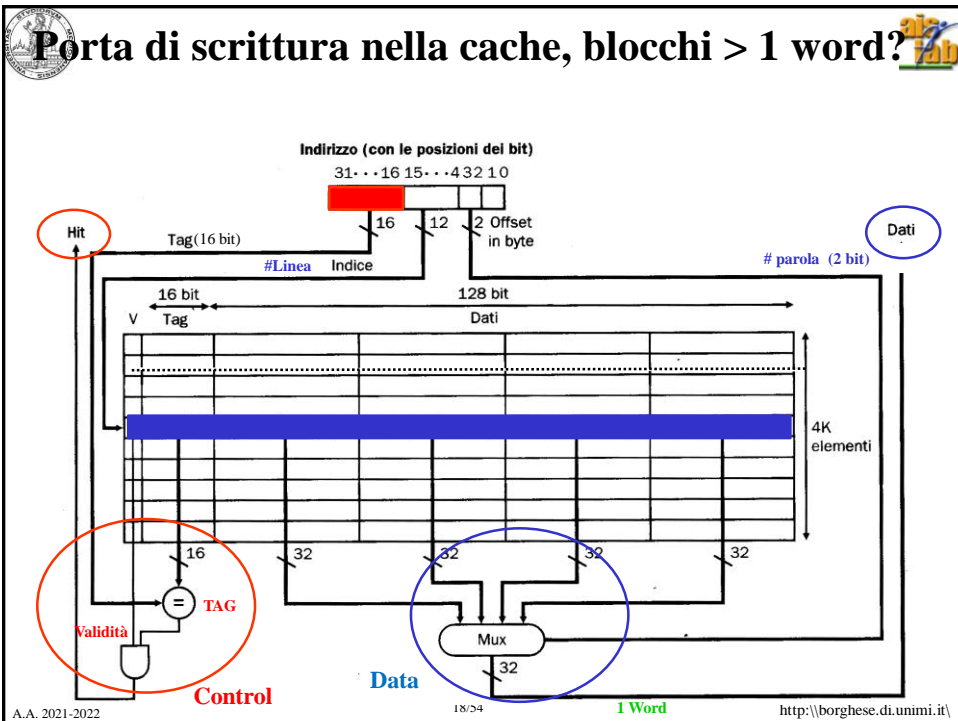 Porta di scrittura nella cache, blocchi > 1 word?
Indirizzo (con le posizioni dei bit)
31···16 15···4 3 2 1 0
16 12 2 Offset in byte
Hit
Tag (16 bit)
#Linea Indice
# parola (2 bit)
Dati
16 bit 128 bit
V Tag Dati
4K
elementi
16 32 32 32 32
= TAG
Validità
Mux
32
Control
Data
1 Word
A.A. 2021-2022 18/54 http:\\borghese.di.unimi.it\